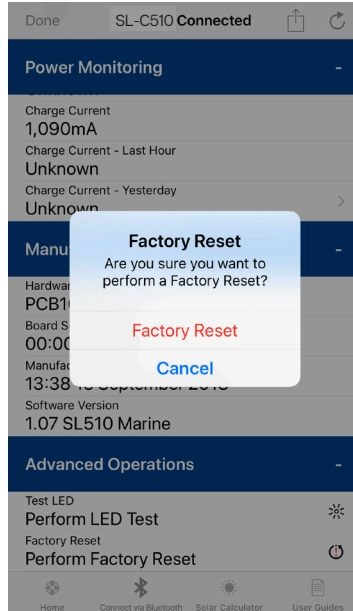 Done SL-C510 Connected
Power Monitoring -
Charge Current
1,090mA
Charge Current - Last Hour
Unknown
Charge Current - Yesterday
Unknown
Factory Reset
Are you sure you want to
perform a Factory Reset?
Factory Reset
Cancel
Software Version
1.07 SL510 Marine
Advanced Operations -
Test LED
Perform LED Test
Factory Reset
Perform Factory Reset
Home Connect via Bluetooth Solar Calculator User Guides